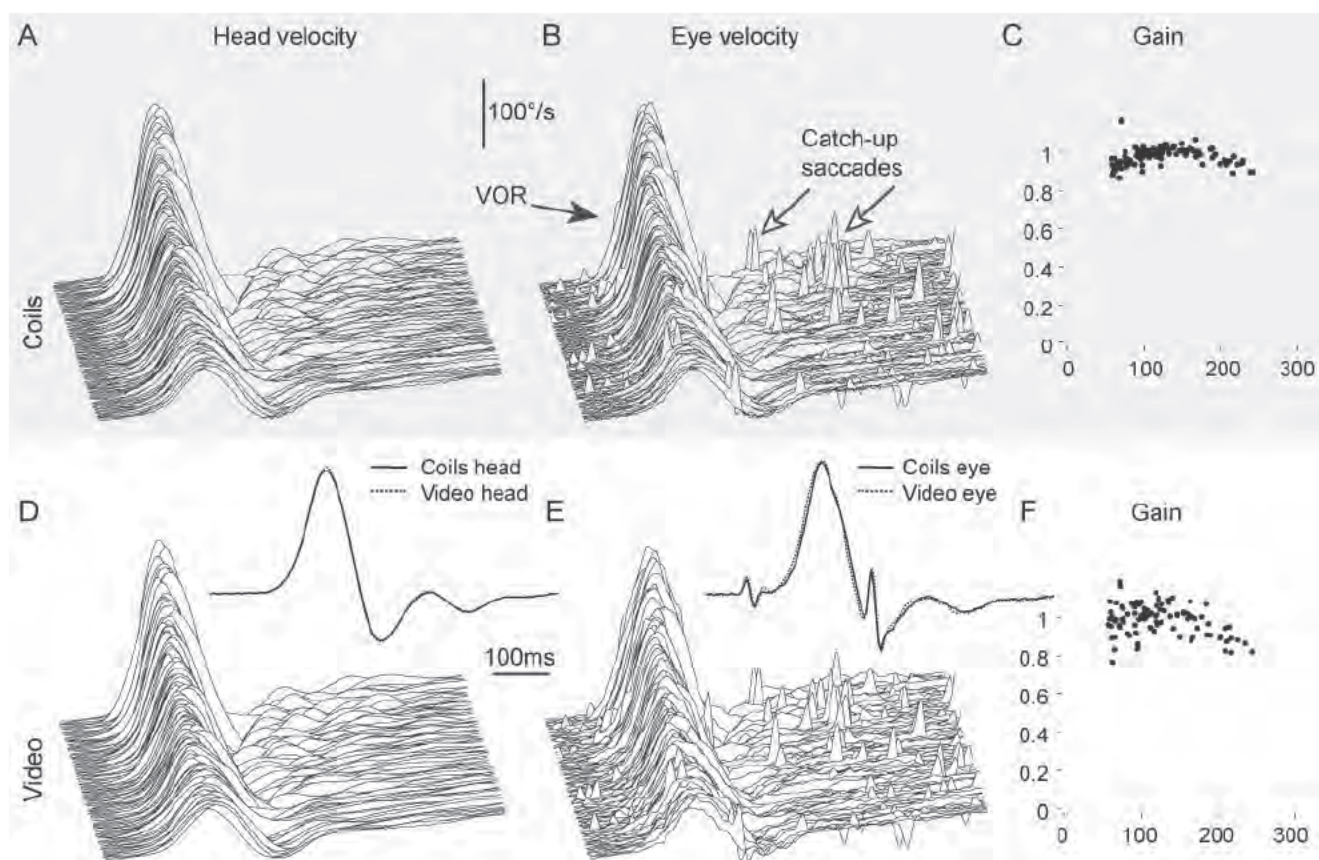 A
Head velocity
B
Eye velocity
C
Gain
100°/s
Catch-up
saccades
VOR
Coils
1
0.8
0.6
0.4
0.2
0
0
100
200
300
Coils head
Video head
Coils eye
Video eye
D
E
F
Gain
100ms
Video
1
0.8
0.6
0.4
0.2
0
0
100
200
300